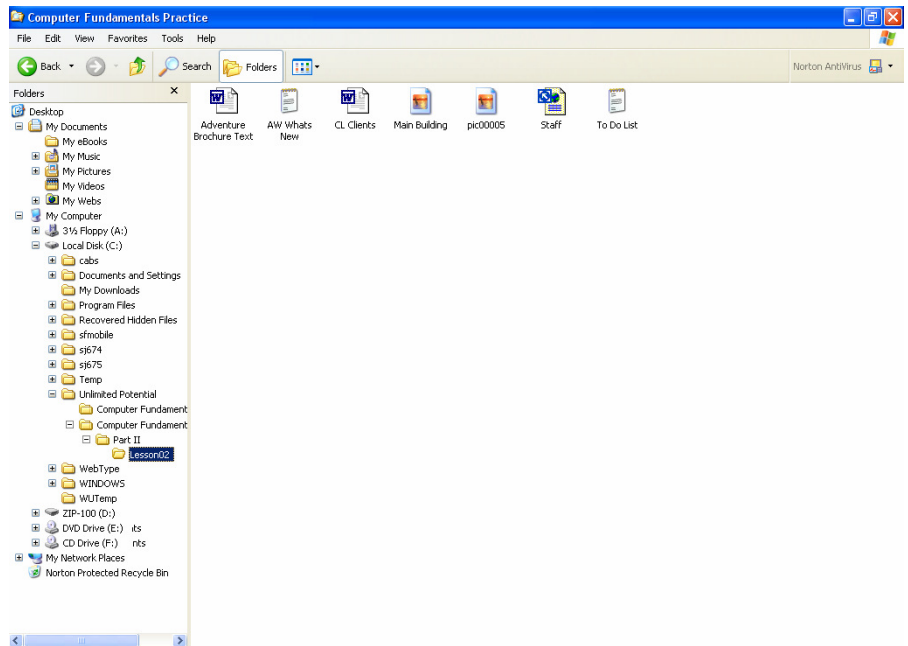 Computer Fundamentals Practice
File Edit View Favorites Tools Help
Back Search Folders Norton AntiVirus
Folders
Desktop
My Documents
My eBooks
My Music
My Pictures
My Videos
My Webs
My Computer
3½ Floppy (A:)
Local Disk (C:)
cabs
Documents and Settings
My Downloads
Program Files
Recovered Hidden Files
sfmobile
sj674
sj675
Temp
Unlimited Potential
Computer Fundament
Computer Fundament
Part II
Lesson02
WebType
WINDOWS
WUTemp
ZIP-100 (D:)
DVD Drive (E:) its
CD Drive (F:) nts
My Network Places
Norton Protected Recycle Bin
Adventure AW Whats CL Clients Main Building pic00005 Staff To Do List
Brochure Text New